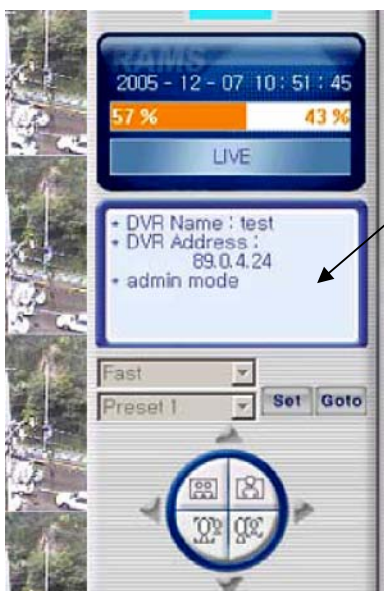 RAMS
2005 - 12 - 07 10 : 51 : 45
57 % 43 %
LIVE
* DVR Name : test
* DVR Address :
89.0.4.24
* admin mode
Fast
Preset 1
Set Goto